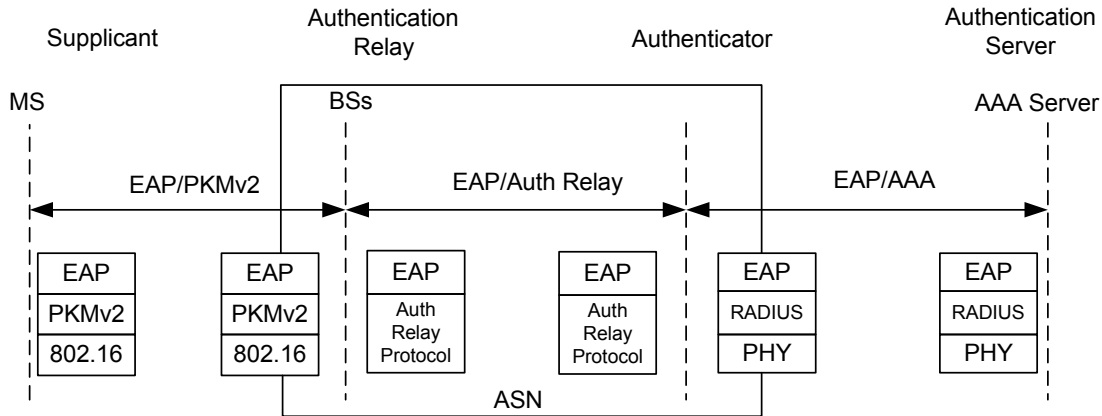 Supplicant
Authentication
Relay
Authenticator
Authentication
Server
MS
BSs
AAA Server
EAP/PKMv2
EAP/Auth Relay
EAP/AAA
EAP
PKMv2
802.16
EAP
PKMv2
802.16
EAP
Auth
Relay
Protocol
EAP
Auth
Relay
Protocol
EAP
RADIUS
PHY
EAP
RADIUS
PHY
ASN